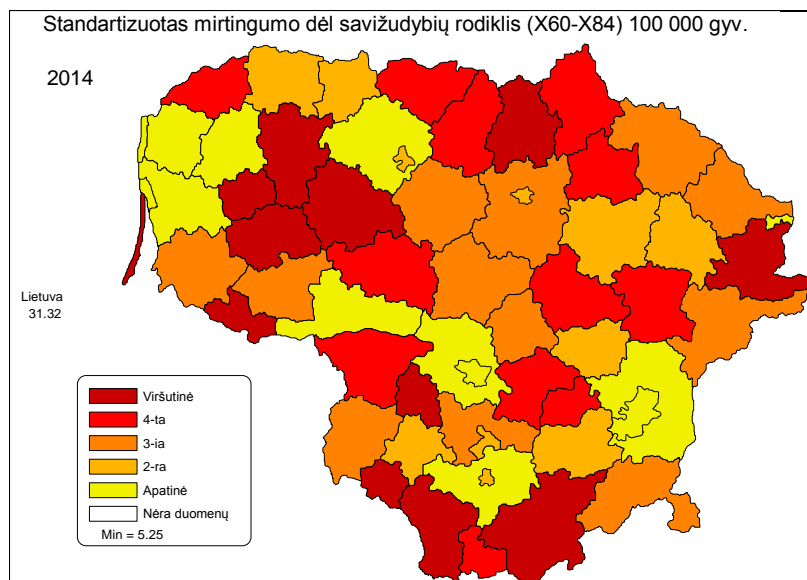 Standartizuotas mirtingumo dėl savižudybių rodiklis (X60-X84) 100 000 gyv.
2014
Lietuva
31.32
Viršutinė
4-ta
3-ia
2-ra
Apatinė
Nėra duomenų
Min = 5.25